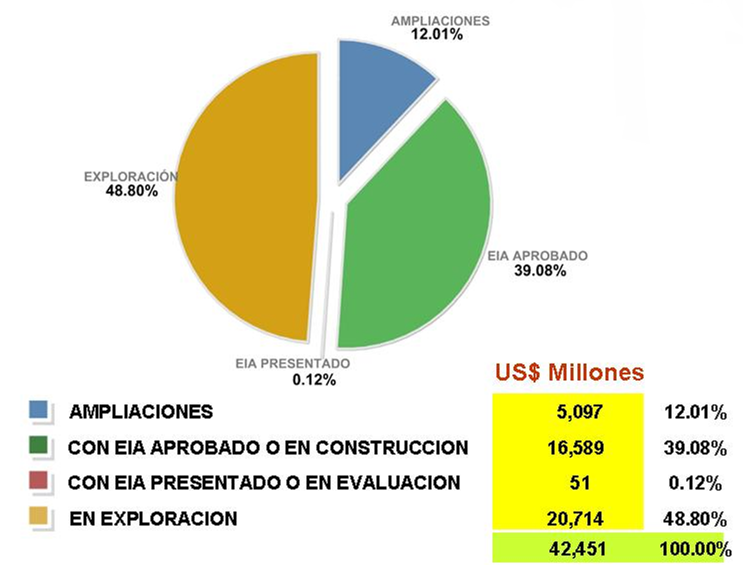 AMPLIACIONES
12.01%
EXPLORACIÓN
48.80%
EIA APROBADO
39.08%
EIA PRESENTADO
0.12%
US$ Millones
AMPLIACIONES 5,097 12.01%
CON EIA APROBADO O EN CONSTRUCCION 16,589 39.08%
CON EIA PRESENTADO O EN EVALUACION 51 0.12%
EN EXPLORACION 20,714 48.80%
42,451 100.00%